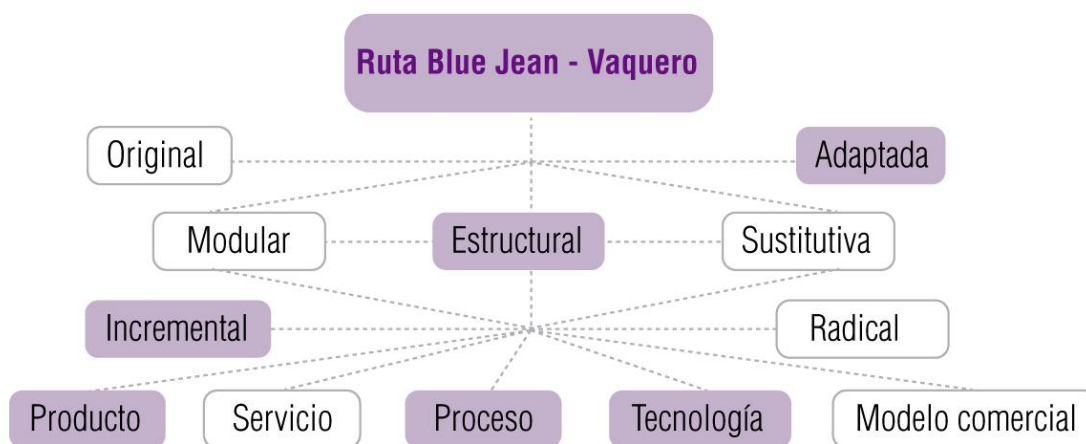 Ruta Blue Jean - Vaquero
Original
Adaptada
Modular
Estructural
Sustitutiva
Incremental
Radical
Producto
Servicio
Proceso
Tecnología
Modelo comercial